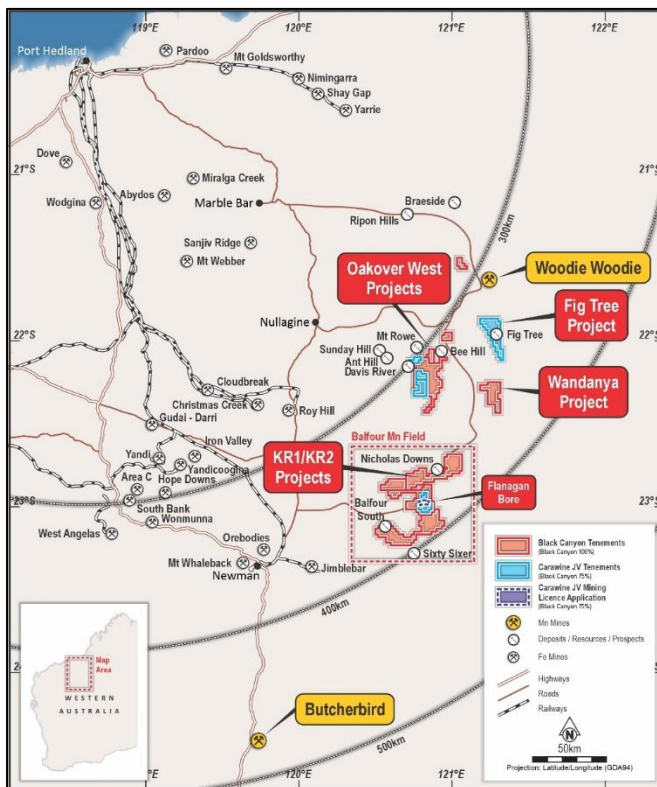 119°E
120°E
121°E
122°E
Port Hedland
Pardoo
Mt Goldsworthy
Nimingarra
Shay Gap
Yarrie
Dove
21°S
21°S
Wodgina
Abydos
Miralga Creek
Marble Bar
Braeside
Ripon Hills
300km
Sanjiv Ridge
Mt Webber
Oakover West
Projects
Woodie Woodie
Fig Tree
Project
Nullagine
22°S
22°S
Mt Rowe
Fig Tree
Sunday Hill
Ant Hill
Bee Hill
Davis River
Cloudbreak
Christmas Creek
Roy Hill
Wandanya
Project
Gudai - Darri
Iron Valley
Balfour Mn Field
Yandi
Yandicoogina
KR1/KR2
Projects
Nicholas Downs
Area C
Hope Downs
Flanagan
Bore
23°S
23°S
South Bank
Balfour
South
West Angelas
Wonmunna
Orebodies
Sixty Sixer
Mt Whaleback
Newman
Jimblebar
400km
Black Canyon Tenements
(Black Canyon 100%)
Carawine JV Tenements
(Black Canyon 75%)
Carawine JV Mining
Licence Application
(Black Canyon 75%)
Mn Mines
Deposits / Resources / Prospects
Fe Mines
Highways
Roads
Railways
N
50km
Projection: Latitude/Longitude (GDA94)
Map
Area
WESTERN
AUSTRALIA
Butcherbird
500km
119°E
120°E
121°E